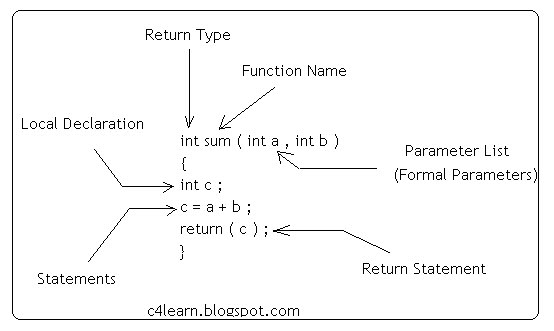 Return Type
Function Name
Local Declaration
int sum ( int a , int b )
Parameter List
(Formal Parameters)
{
int c ;
c = a + b ;
return ( c ) ;
}
Statements
Return Statement
c4learn.blogspot.com